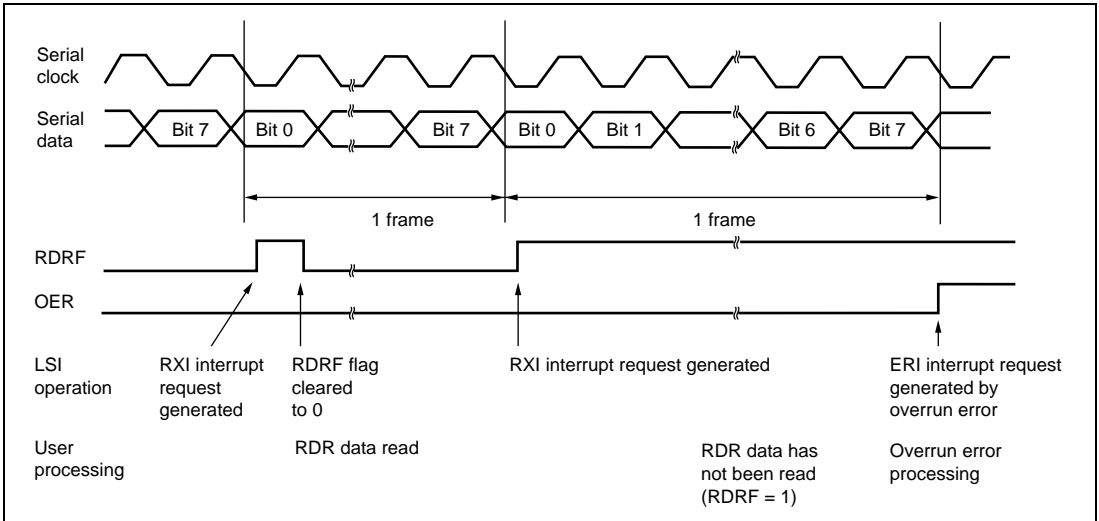 Serial
clock
Serial
data
Bit 7
Bit 0
Bit 7
Bit 0
Bit 1
Bit 6
Bit 7
1 frame
1 frame
RDRF
OER
LSI
operation
RXI interrupt
request
generated
RDRF flag
cleared
to 0
RXI interrupt request generated
ERI interrupt request
generated by
overrun error
User
processing
RDR data read
RDR data has
not been read
(RDRF = 1)
Overrun error
processing